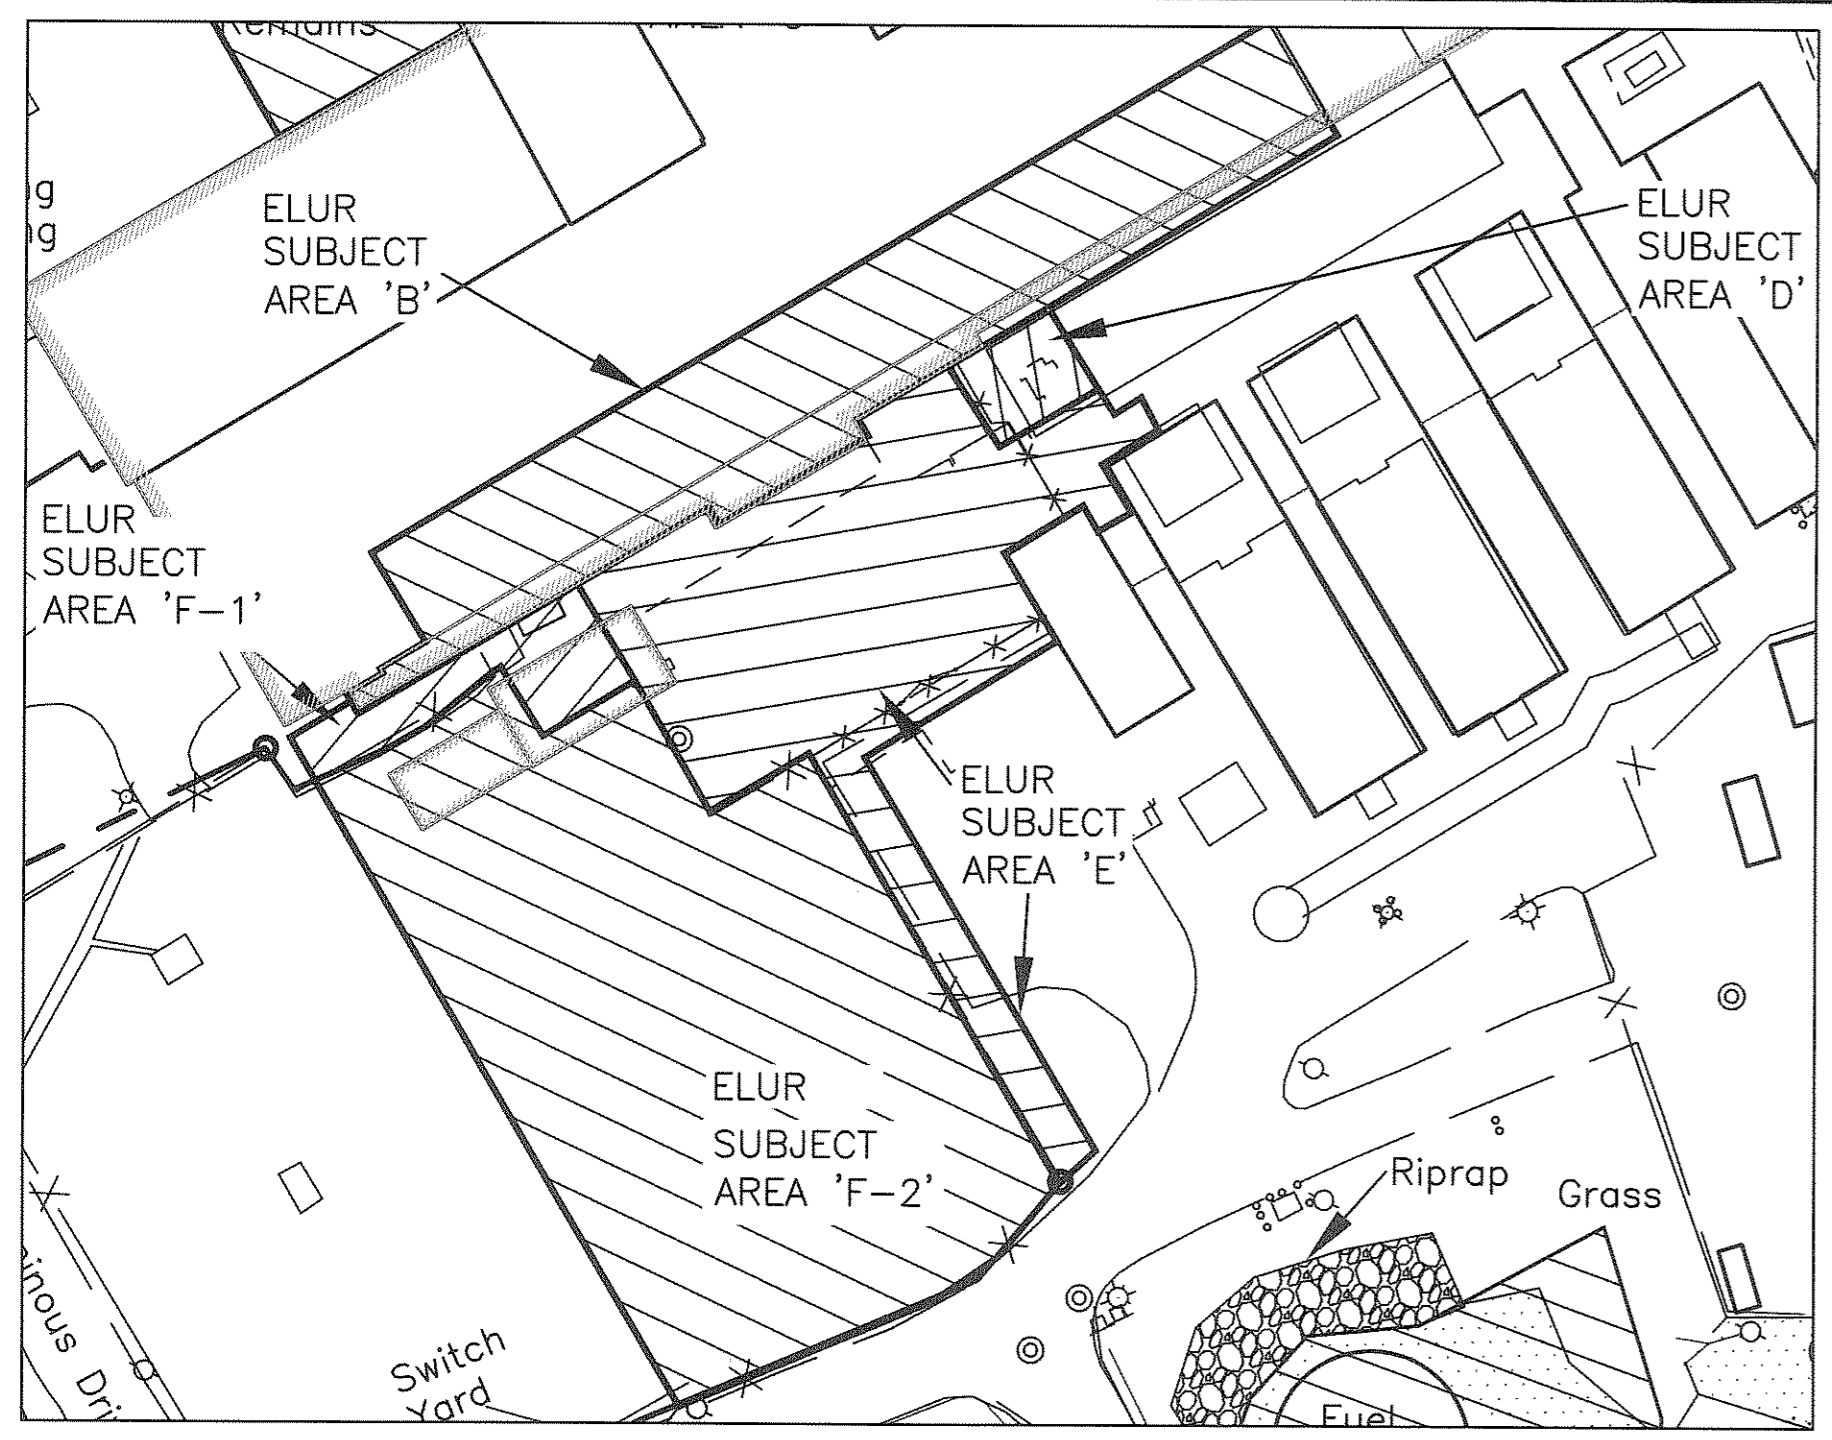 Remains
ELUR
SUBJECT
AREA 'B'
ELUR
SUBJECT
AREA 'D'
ELUR
SUBJECT
AREA 'F-1'
ELUR
SUBJECT
AREA 'E'
ELUR
SUBJECT
AREA 'F-2'
Riprap
Grass
Switch
Yard
Fuel